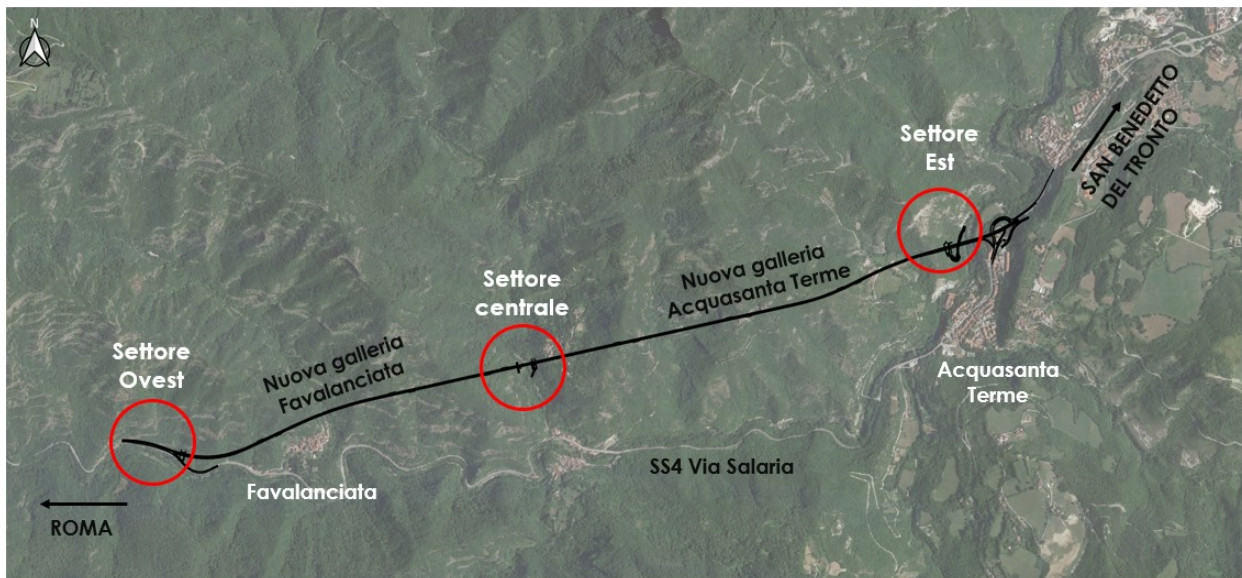 N
Settore
Est
SAN BENEDETTO
DEL TRONTO
Settore
centrale
Nuova galleria
Acquasanta Terme
Settore
Ovest
Nuova galleria
Favalanciata
Acquasanta
Terme
SS4 Via Salaria
Favalanciata
ROMA